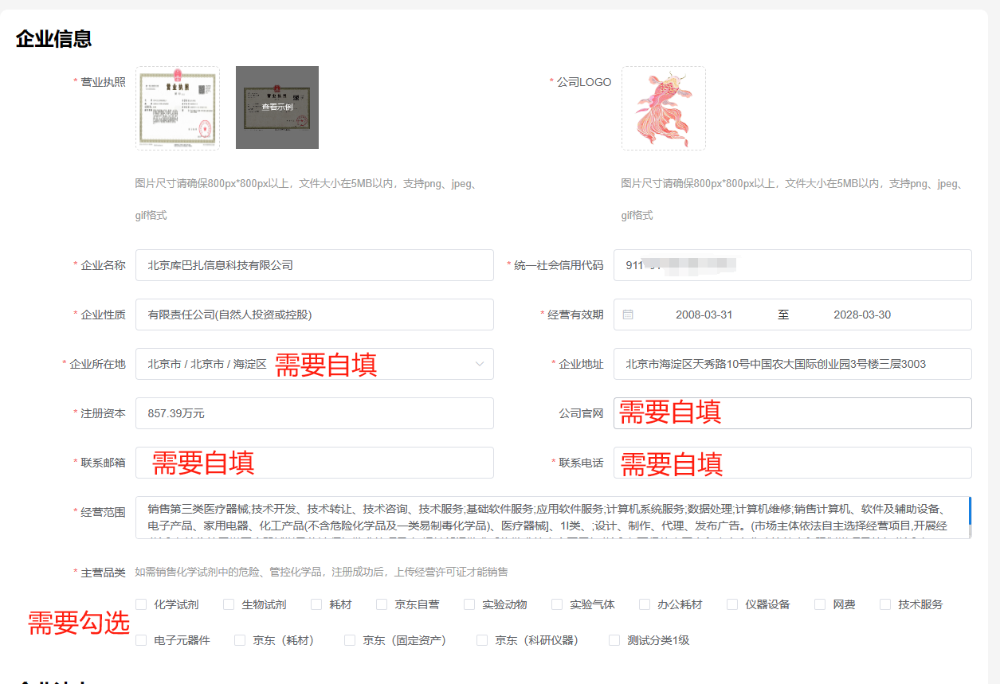 企业信息
* 营业执照
营业执照
查看示例
* 公司LOGO
图片尺寸请确保800px*800px以上，文件大小在5MB以内，支持png、jpeg、
gif格式
图片尺寸请确保800px*800px以上，文件大小在5MB以内，支持png、jpeg、
gif格式
* 企业名称 北京库巴扎信息科技有限公司
* 统一社会信用代码 911
* 企业性质 有限责任公司(自然人投资或控股)
* 经营有效期 2008-03-31 至 2028-03-30
* 企业所在地 北京市 / 北京市 / 海淀区 需要自填
* 企业地址 北京市海淀区天秀路10号中国农大国际创业园3号楼三层3003
* 注册资本 857.39万元
公司官网 需要自填
* 联系邮箱 需要自填
* 联系电话 需要自填
* 经营范围 销售第三类医疗器械;技术开发、技术转让、技术咨询、技术服务;基础软件服务;应用软件服务;计算机系统服务;数据处理;计算机维修;销售计算机、软件及辅助设备、
电子产品、家用电器、化工产品(不含危险化学品及一类易制毒化学品)、医疗器械]、1l类、;设计、制作、代理、发布广告。(市场主体依法自主选择经营项目,开展经
* 主营品类 如需销售化学试剂中的危险、管控化学品，注册成功后，上传经营许可证才能销售
化学试剂 生物试剂 耗材 京东自营 实验动物 实验气体 办公耗材 仪器设备 网费 技术服务
需要勾选
电子元器件 京东（耗材） 京东（固定资产） 京东（科研仪器） 测试分类1级